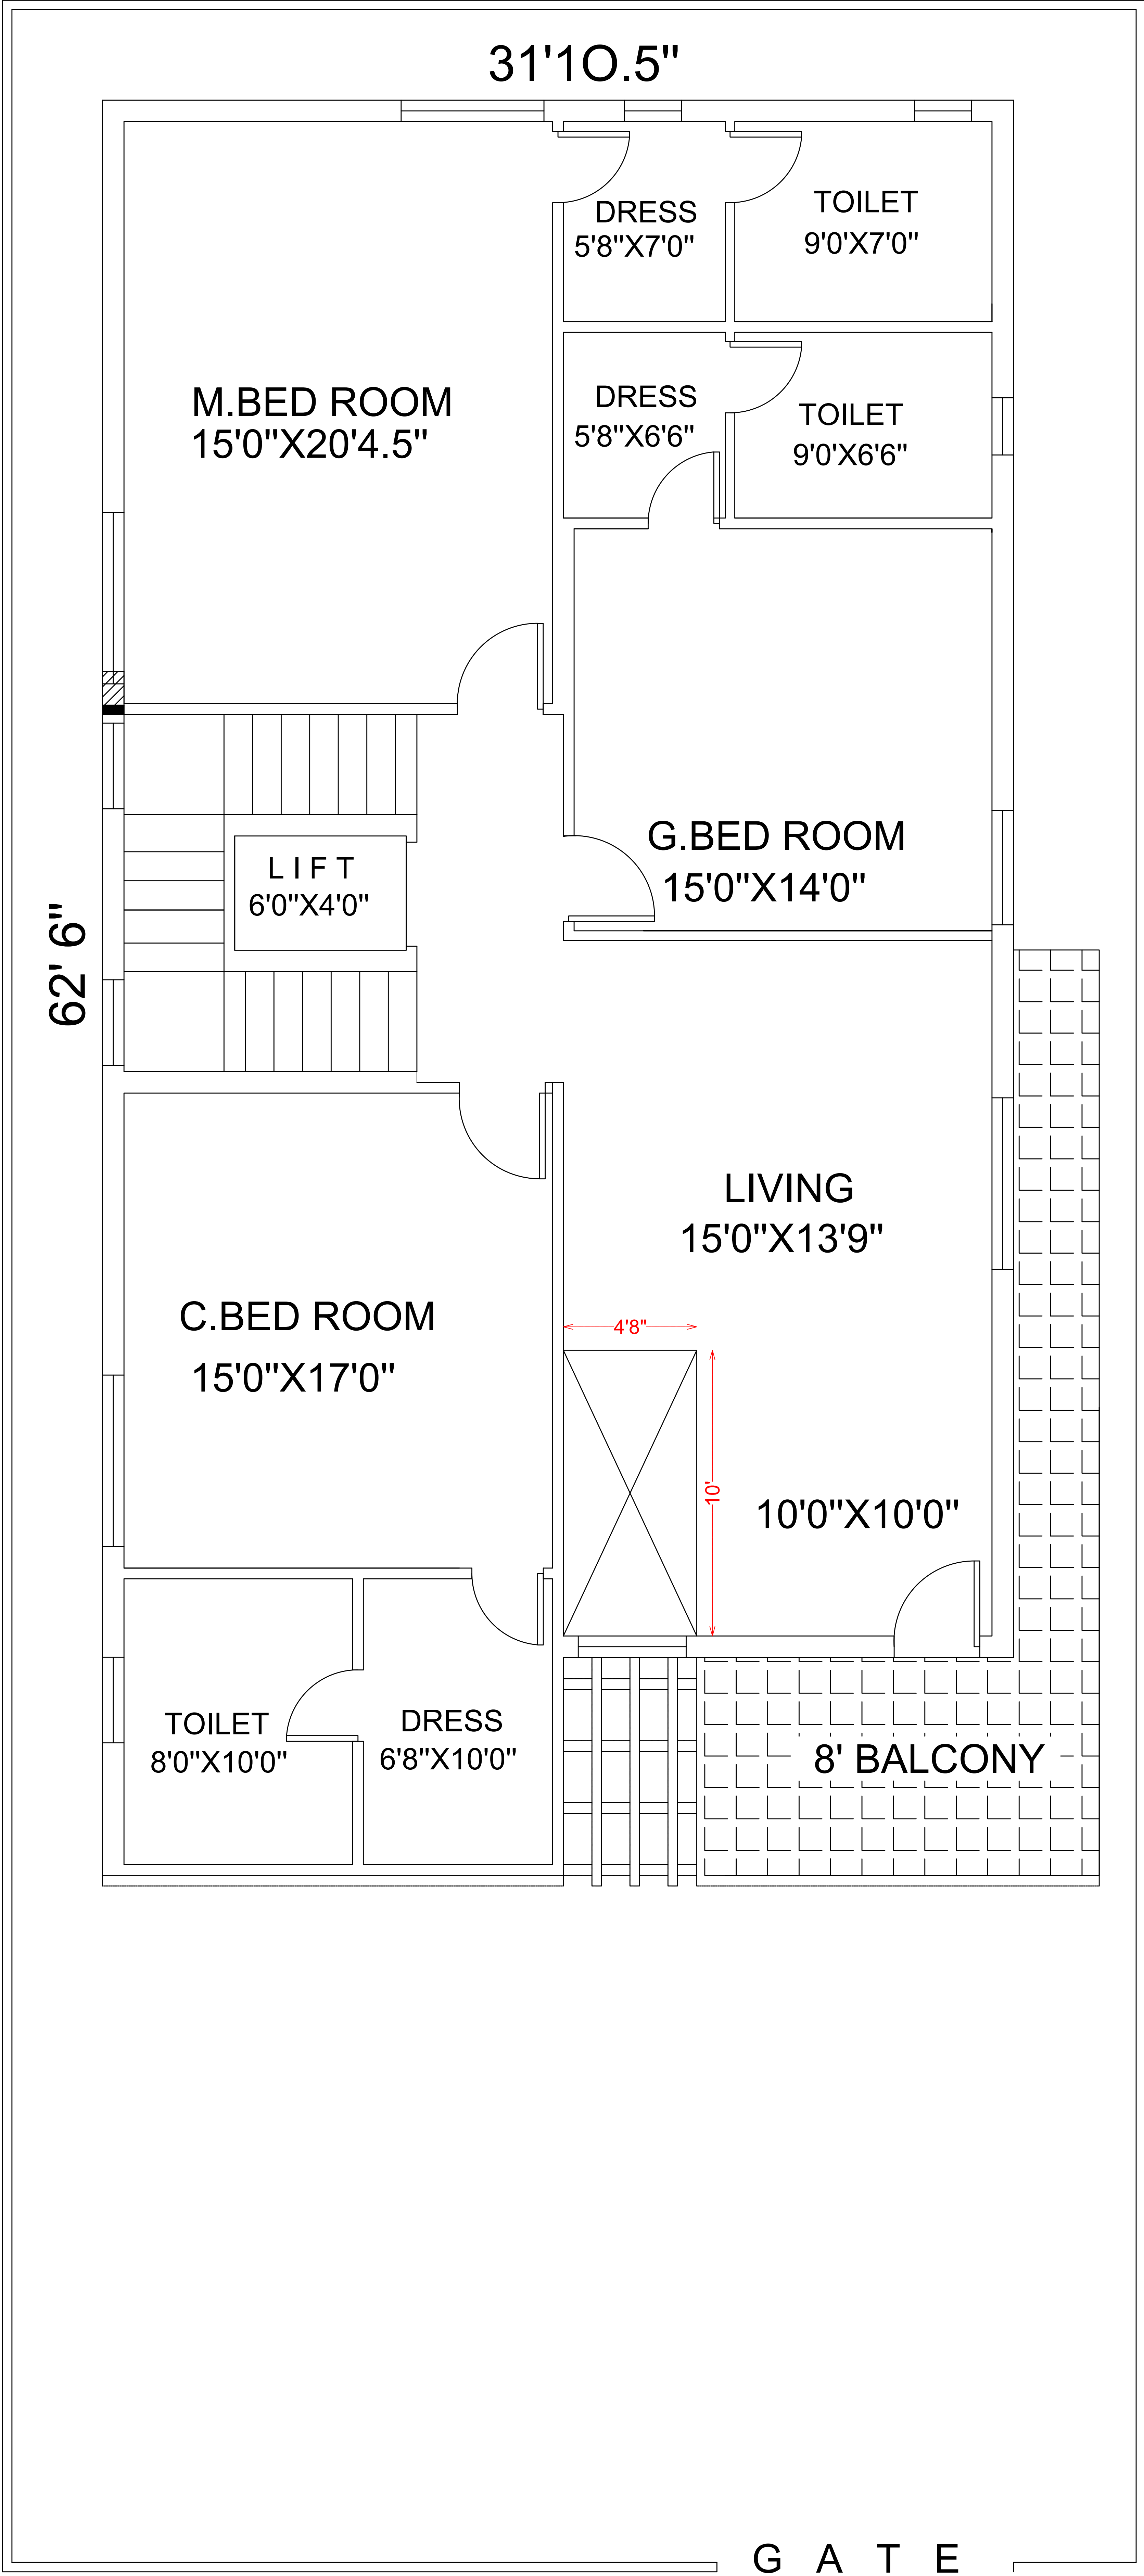 31'1O.5"
DRESS
5'8"X7'0"
TOILET
9'0'X7'0"
M.BED ROOM
15'0"X20'4.5"
DRESS
5'8"X6'6"
TOILET
9'0'X6'6"
G.BED ROOM
15'0"X14'0"
L I F T
6'0"X4'0"
62' 6"
LIVING
15'0"X13'9"
C.BED ROOM
15'0"X17'0"
4'8"
10'
10'0"X10'0"
TOILET
8'0"X10'0"
DRESS
6'8"X10'0"
8' BALCONY
G A T E